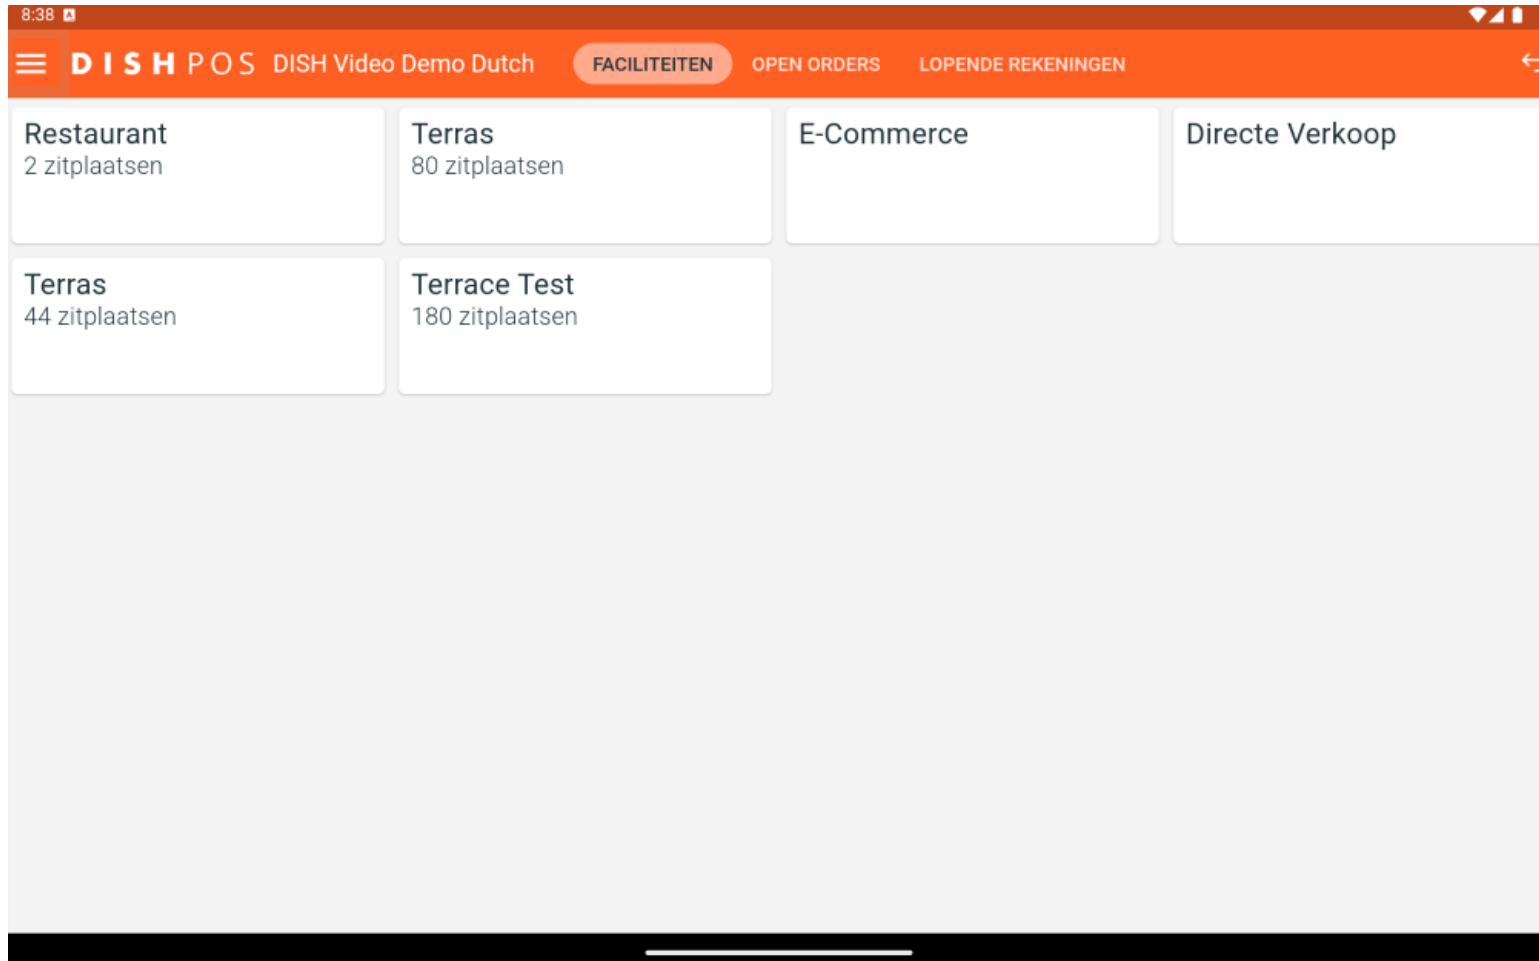 8:38
DISH POS DISH Video Demo Dutch FACILITEITEN OPEN ORDERS LOPENDE REKENINGEN
Restaurant
2 zitplaatsen
Terras
80 zitplaatsen
E-Commerce
Directe Verkoop
Terras
44 zitplaatsen
Terrace Test
180 zitplaatsen